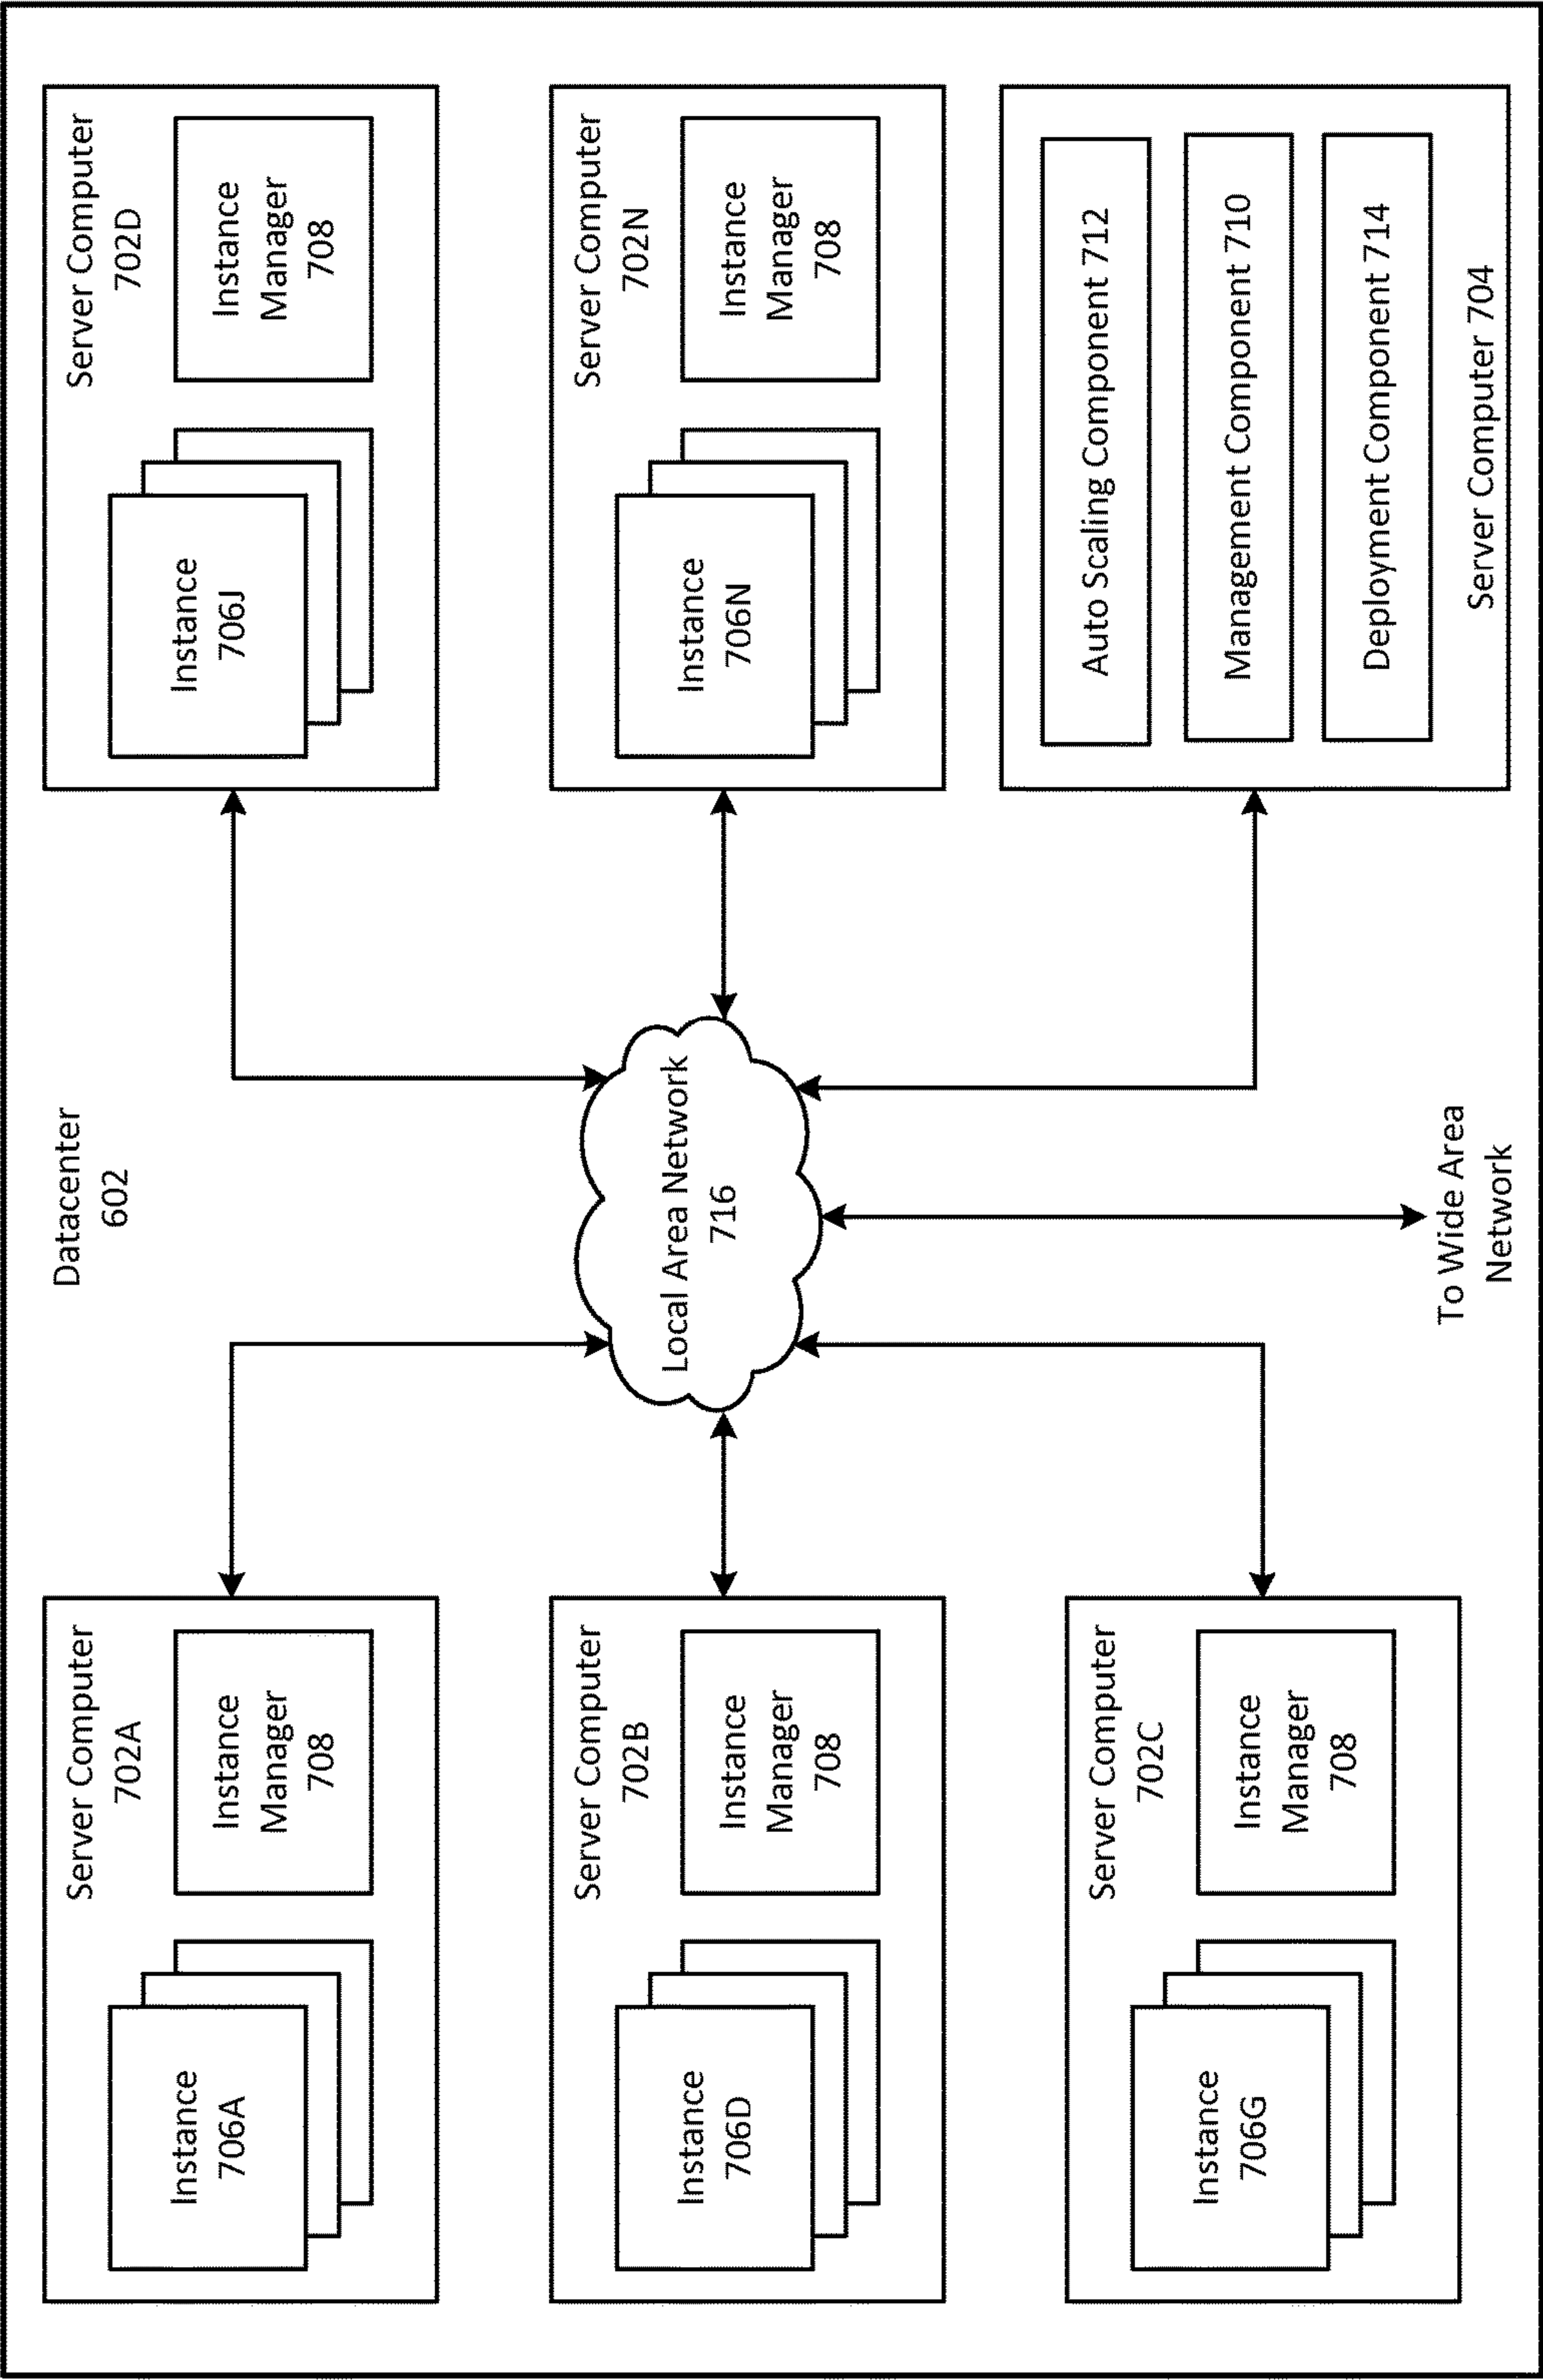 Datacenter
602
Server Computer
702A
Instance
706A
Instance
Manager
708
Server Computer
702B
Instance
706D
Instance
Manager
708
Server Computer
702C
Instance
706G
Instance
Manager
708
Local Area Network
716
To Wide Area
Network
Server Computer
702D
Instance
706J
Instance
Manager
708
Server Computer
702N
Instance
706N
Instance
Manager
708
Auto Scaling Component 712
Management Component 710
Deployment Component 714
Server Computer 704